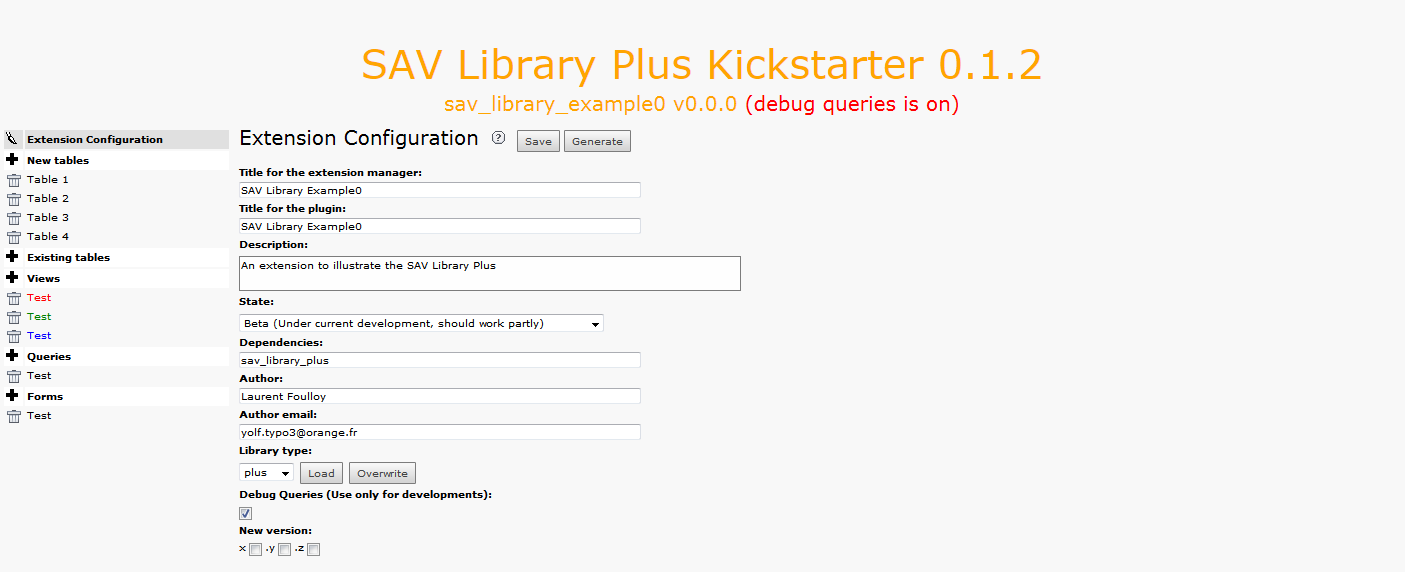 SAV Library Plus Kickstarter 0.1.2
sav_library_example0 v0.0.0 (debug queries is on)
Extension Configuration
New tables
Table 1
Table 2
Table 3
Table 4
Existing tables
Views
Test
Test
Test
Queries
Test
Forms
Test
Extension Configuration ? Save Generate
Title for the extension manager:
SAV Library Example0
Title for the plugin:
SAV Library Example0
Description:
An extension to illustrate the SAV Library Plus
State:
Beta (Under current development, should work partly)
Dependencies:
sav_library_plus
Author:
Laurent Foulloy
Author email:
yolf.typo3@orange.fr
Library type:
plus Load Overwrite
Debug Queries (Use only for developments):
New version:
x .y .z